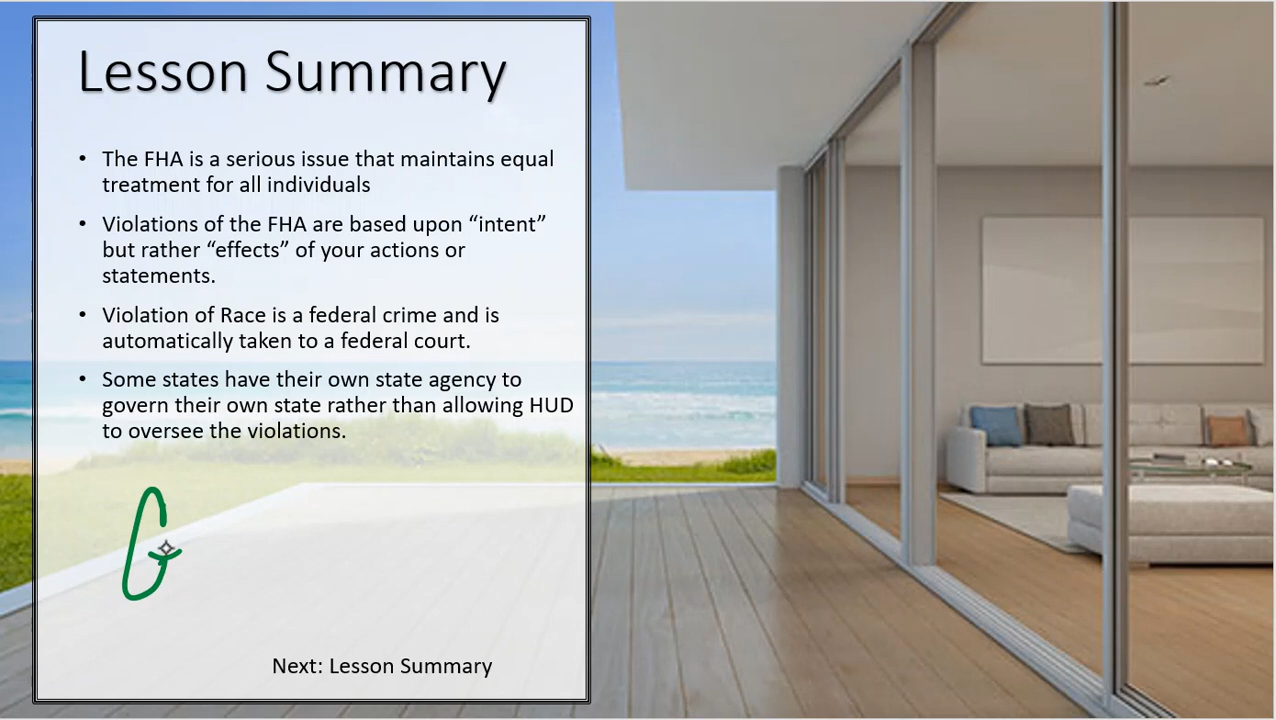 Lesson Summary
• The FHA is a serious issue that maintains equal
treatment for all individuals
• Violations of the FHA are based upon “intent”
but rather “effects” of your actions or
statements.
• Violation of Race is a federal crime and is
automatically taken to a federal court.
• Some states have their own state agency to
govern their own state rather than allowing HUD
to oversee the violations.
G
Next: Lesson Summary